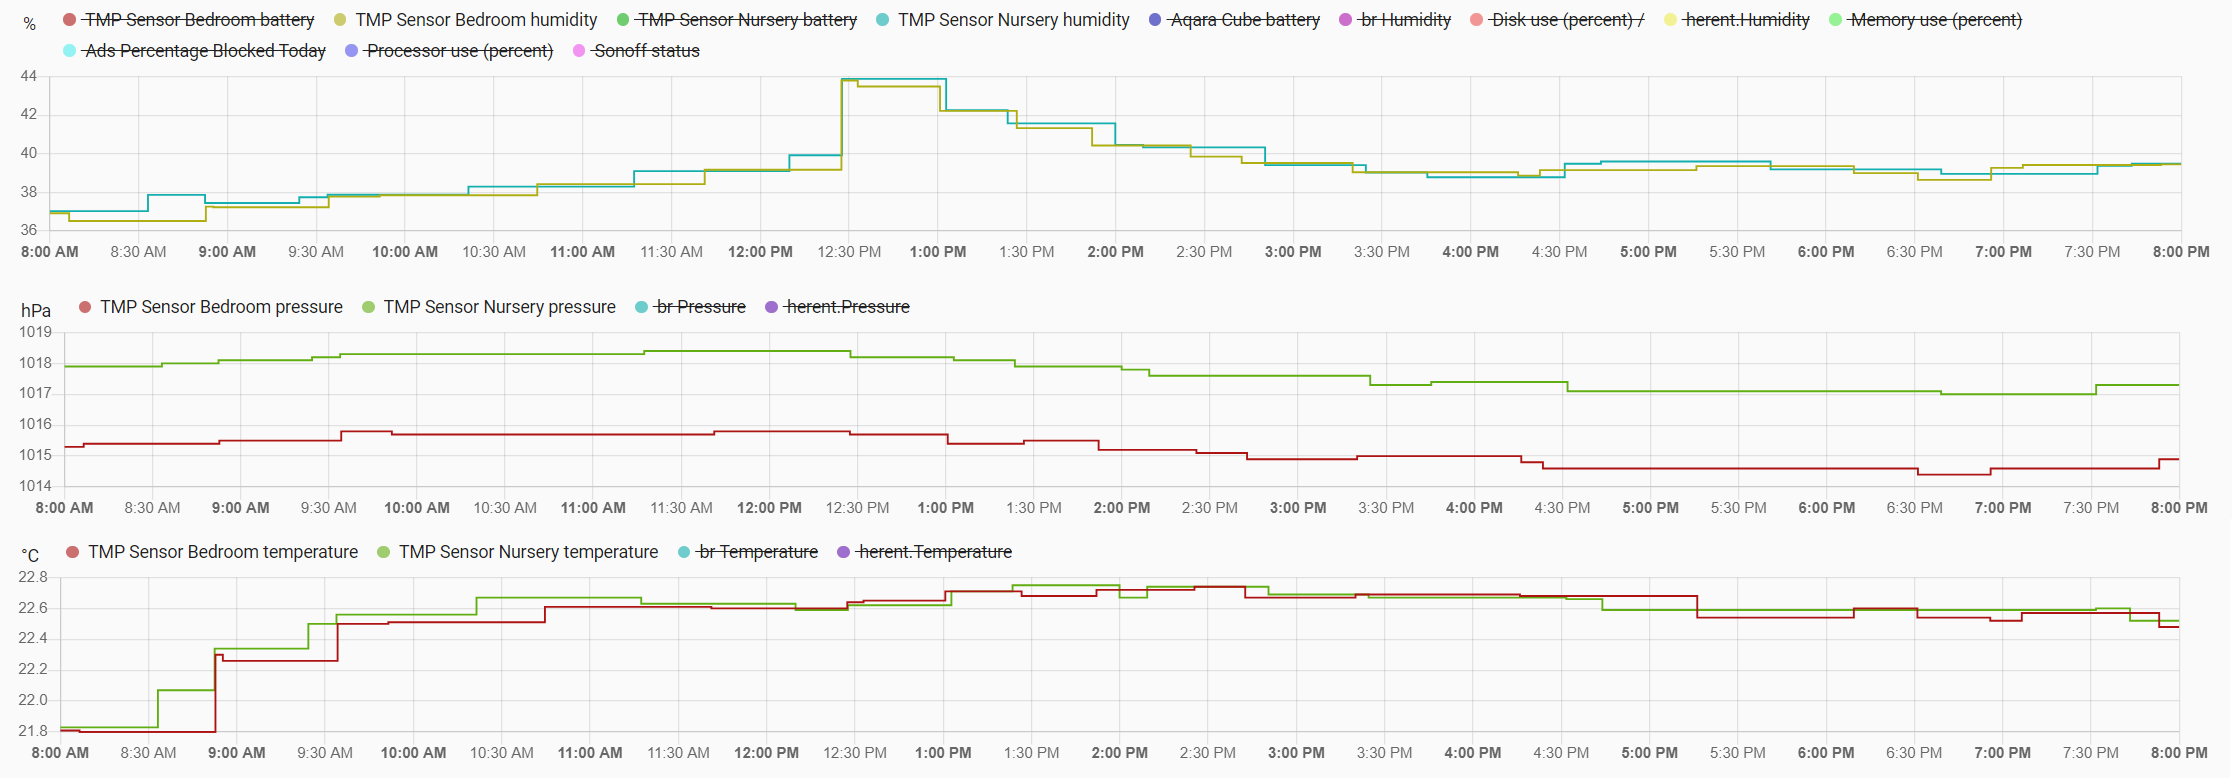 % TMP Sensor Bedroom battery TMP Sensor Bedroom humidity TMP Sensor Nursery battery TMP Sensor Nursery humidity Aqara Cube battery br Humidity Disk use (percent) / herent.Humidity Memory use (percent)
Ads Percentage Blocked Today Processor use (percent) Sonoff status
44
42
40
38
36
8:00 AM 8:30 AM 9:00 AM 9:30 AM 10:00 AM 10:30 AM 11:00 AM 11:30 AM 12:00 PM 12:30 PM 1:00 PM 1:30 PM 2:00 PM 2:30 PM 3:00 PM 3:30 PM 4:00 PM 4:30 PM 5:00 PM 5:30 PM 6:00 PM 6:30 PM 7:00 PM 7:30 PM 8:00 PM
hPa TMP Sensor Bedroom pressure TMP Sensor Nursery pressure br Pressure herent.Pressure
1019
1018
1017
1016
1015
1014
8:00 AM 8:30 AM 9:00 AM 9:30 AM 10:00 AM 10:30 AM 11:00 AM 11:30 AM 12:00 PM 12:30 PM 1:00 PM 1:30 PM 2:00 PM 2:30 PM 3:00 PM 3:30 PM 4:00 PM 4:30 PM 5:00 PM 5:30 PM 6:00 PM 6:30 PM 7:00 PM 7:30 PM 8:00 PM
°C TMP Sensor Bedroom temperature TMP Sensor Nursery temperature br Temperature herent.Temperature
22.8
22.6
22.4
22.2
22.0
21.8
8:00 AM 8:30 AM 9:00 AM 9:30 AM 10:00 AM 10:30 AM 11:00 AM 11:30 AM 12:00 PM 12:30 PM 1:00 PM 1:30 PM 2:00 PM 2:30 PM 3:00 PM 3:30 PM 4:00 PM 4:30 PM 5:00 PM 5:30 PM 6:00 PM 6:30 PM 7:00 PM 7:30 PM 8:00 PM